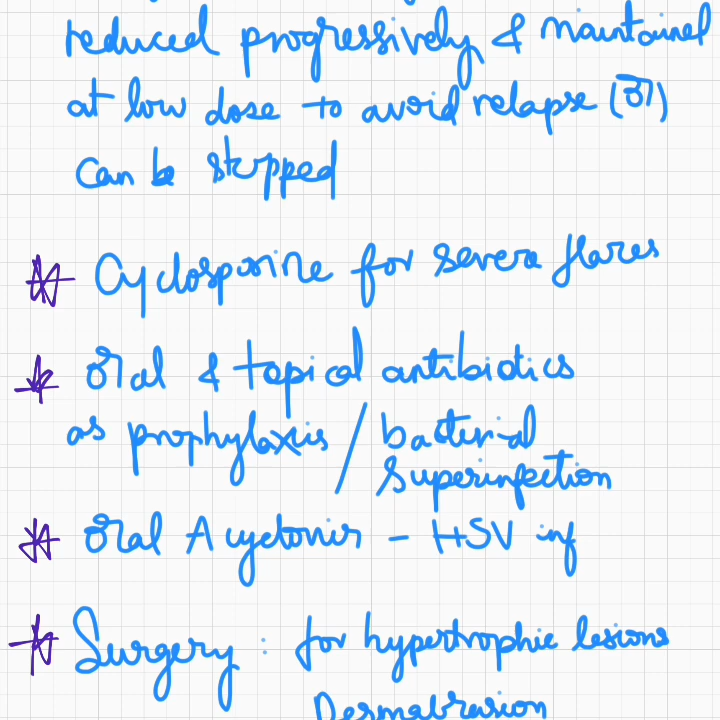 reduced progressively & maintained
at low dose to avoid relapse (or)
can be stopped
* Cyclosporine for severe flares
* Oral & topical antibiotics
as prophylaxis / bacterial
superinfection
* Oral Acyclovir - HSV inf
* Surgery: for hypertrophic lesions
Dermabrasion